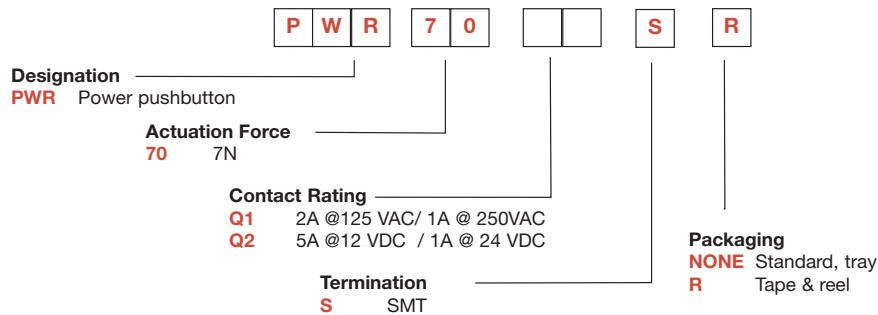 P W R 7 0 S R
Designation
PWR Power pushbutton
Actuation Force
70 7N
Contact Rating
Q1 2A @125 VAC/ 1A @ 250VAC
Q2 5A @12 VDC / 1A @ 24 VDC
Termination
S SMT
Packaging
NONE Standard, tray
R Tape & reel